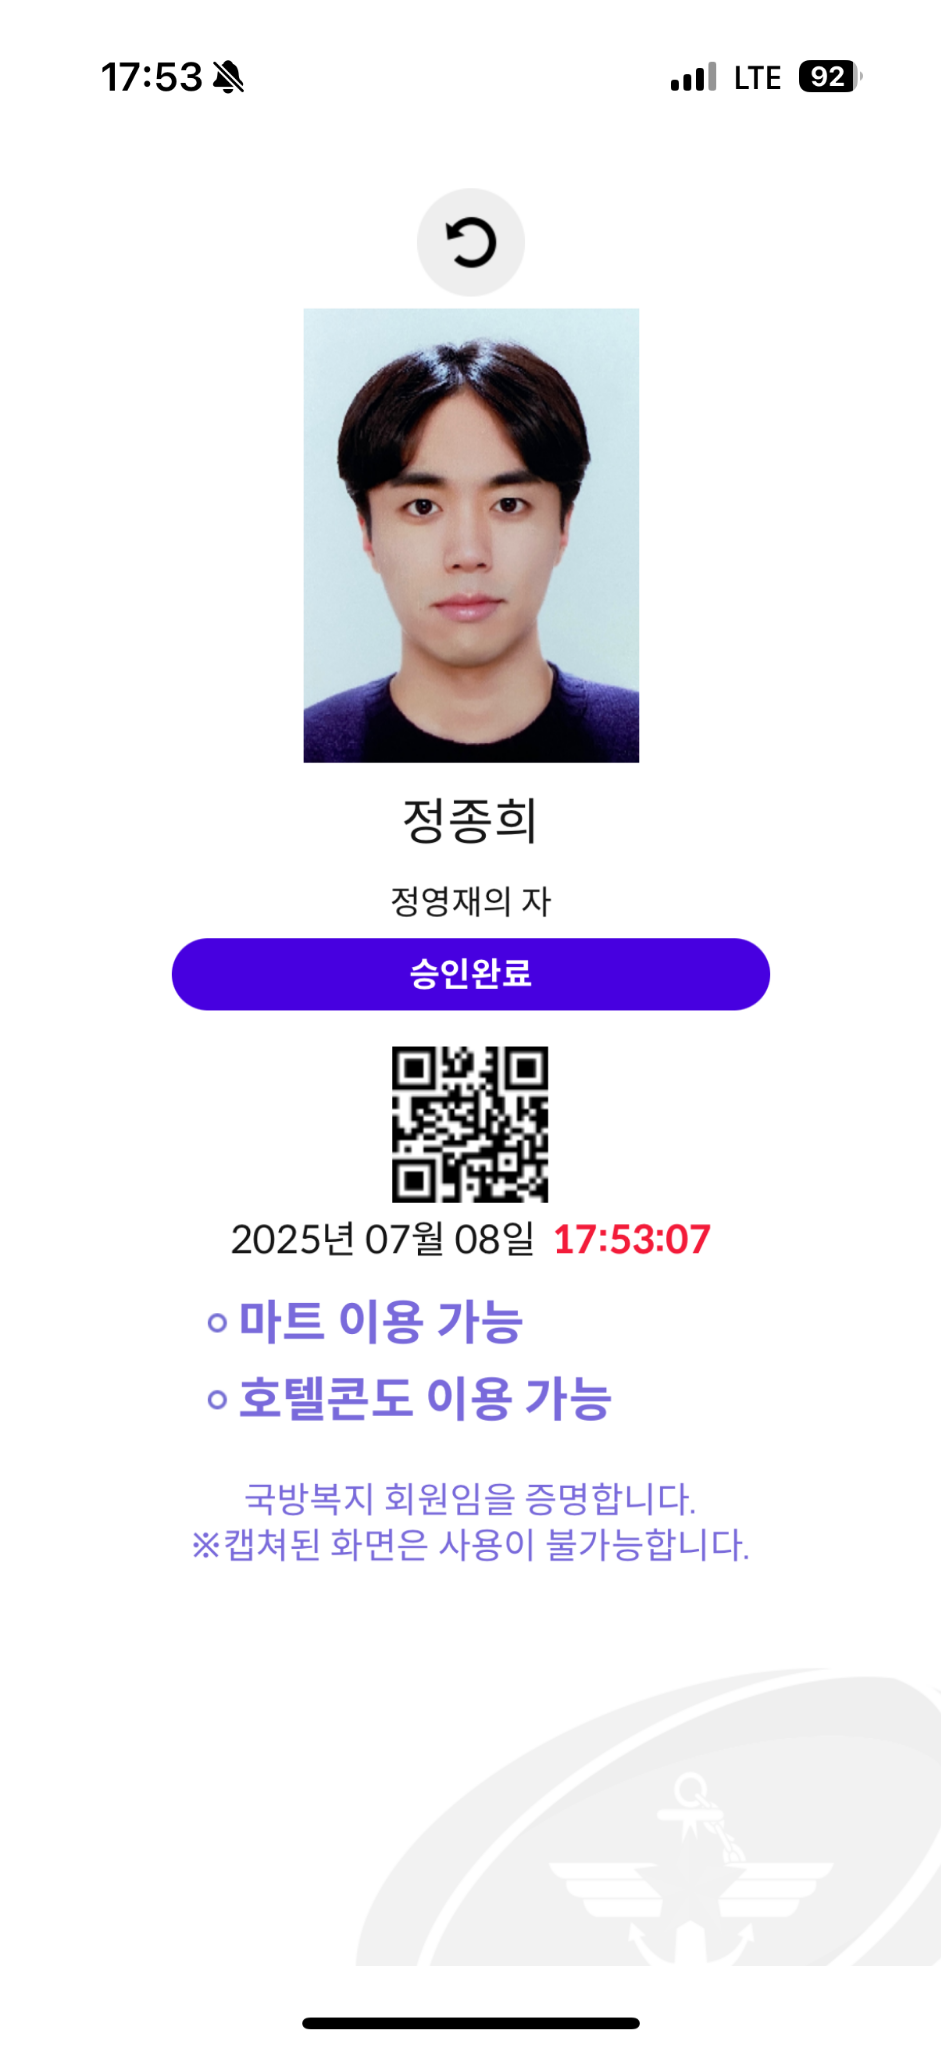 17:53 LTE 92
정종희
정영재의 자
승인완료
2025년 07월 08일 17:53:07
마트 이용 가능
호텔콘도 이용 가능
국방복지 회원임을 증명합니다.
※캡쳐된 화면은 사용이 불가능합니다.